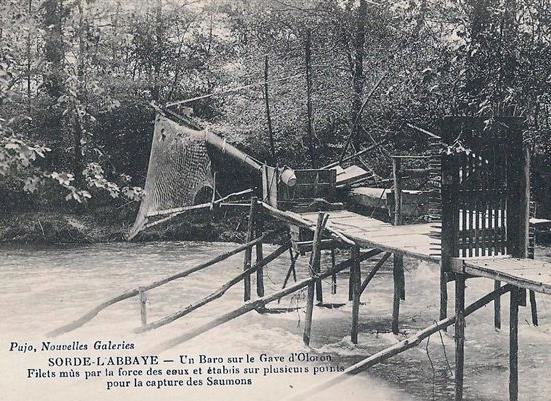 Pujo, Nouvelles Galeries
SORDE-L'ABBAYE — Un Baro sur le Gave d'Oloron
Filets mûs par la force des eaux et établis sur plusieurs points
pour la capture des Saumons